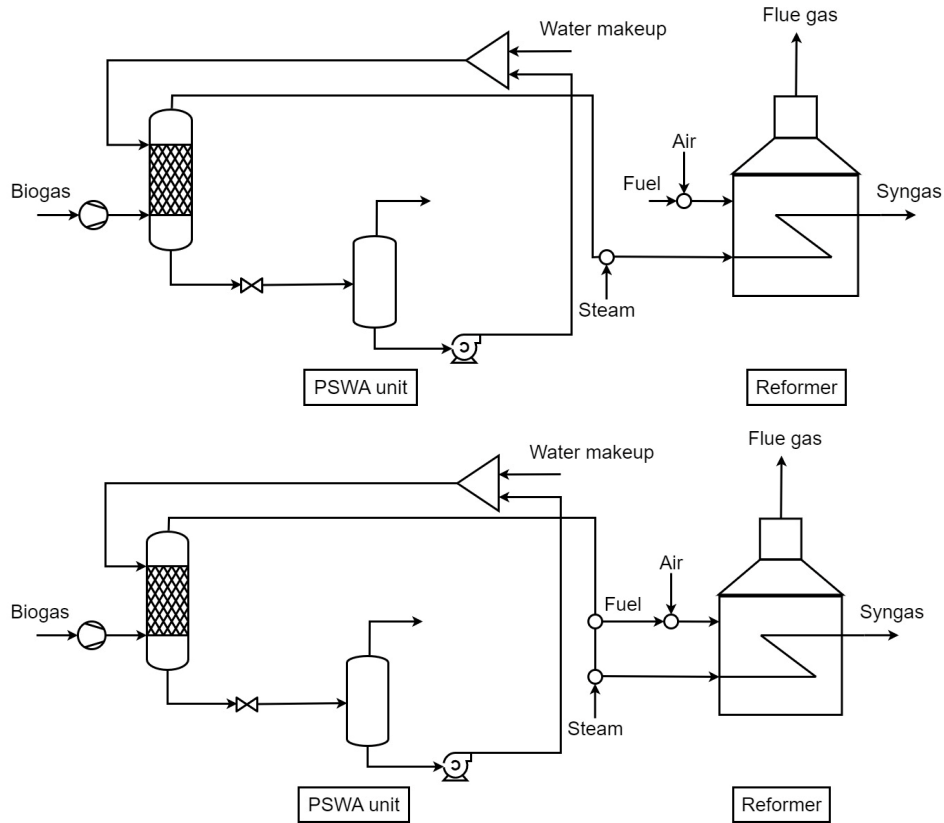 Flue gas
Water makeup
Air
Biogas
Fuel
Syngas
Steam
PSWA unit
Reformer
Flue gas
Water makeup
Air
Biogas
Fuel
Syngas
Steam
PSWA unit
Reformer